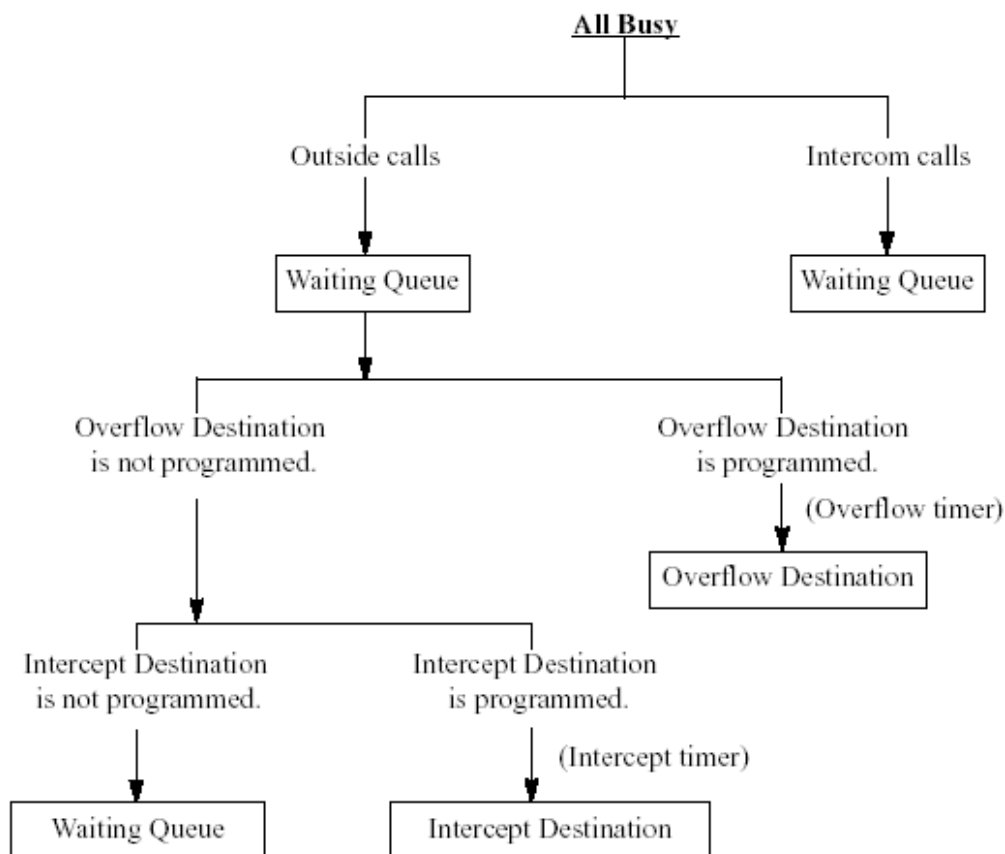 All Busy
Outside calls
Intercom calls
Waiting Queue
Waiting Queue
Overflow Destination
is not programmed.
Overflow Destination
is programmed.
(Overflow timer)
Overflow Destination
Intercept Destination
is not programmed.
Intercept Destination
is programmed.
(Intercept timer)
Waiting Queue
Intercept Destination